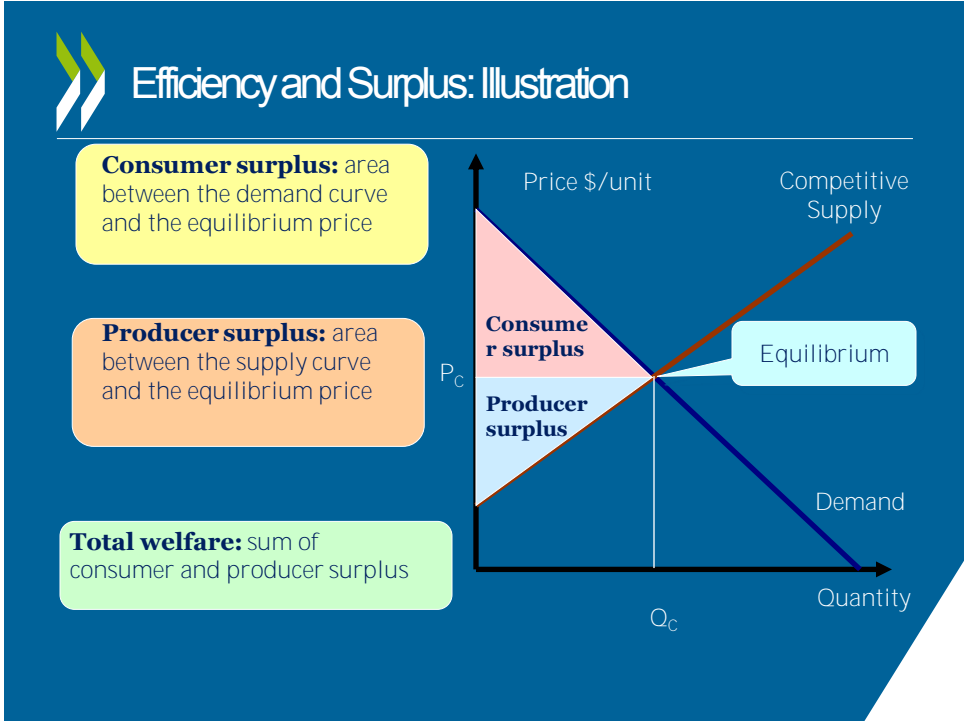 Efficiency and Surplus: Illustration
Consumer surplus: area
between the demand curve
and the equilibrium price
Producer surplus: area
between the supply curve
and the equilibrium price
Total welfare: sum of
consumer and producer surplus
Price $/unit
Competitive
Supply
Consume
r surplus
Equilibrium
P_C
Producer
surplus
Demand
Quantity
Q_C